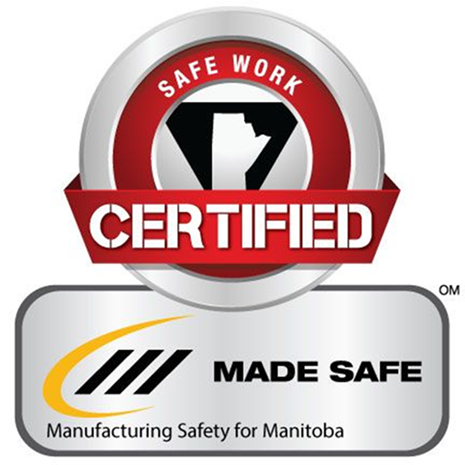 SAFE WORK
CERTIFIED
OM
MADE SAFE
Manufacturing Safety for Manitoba